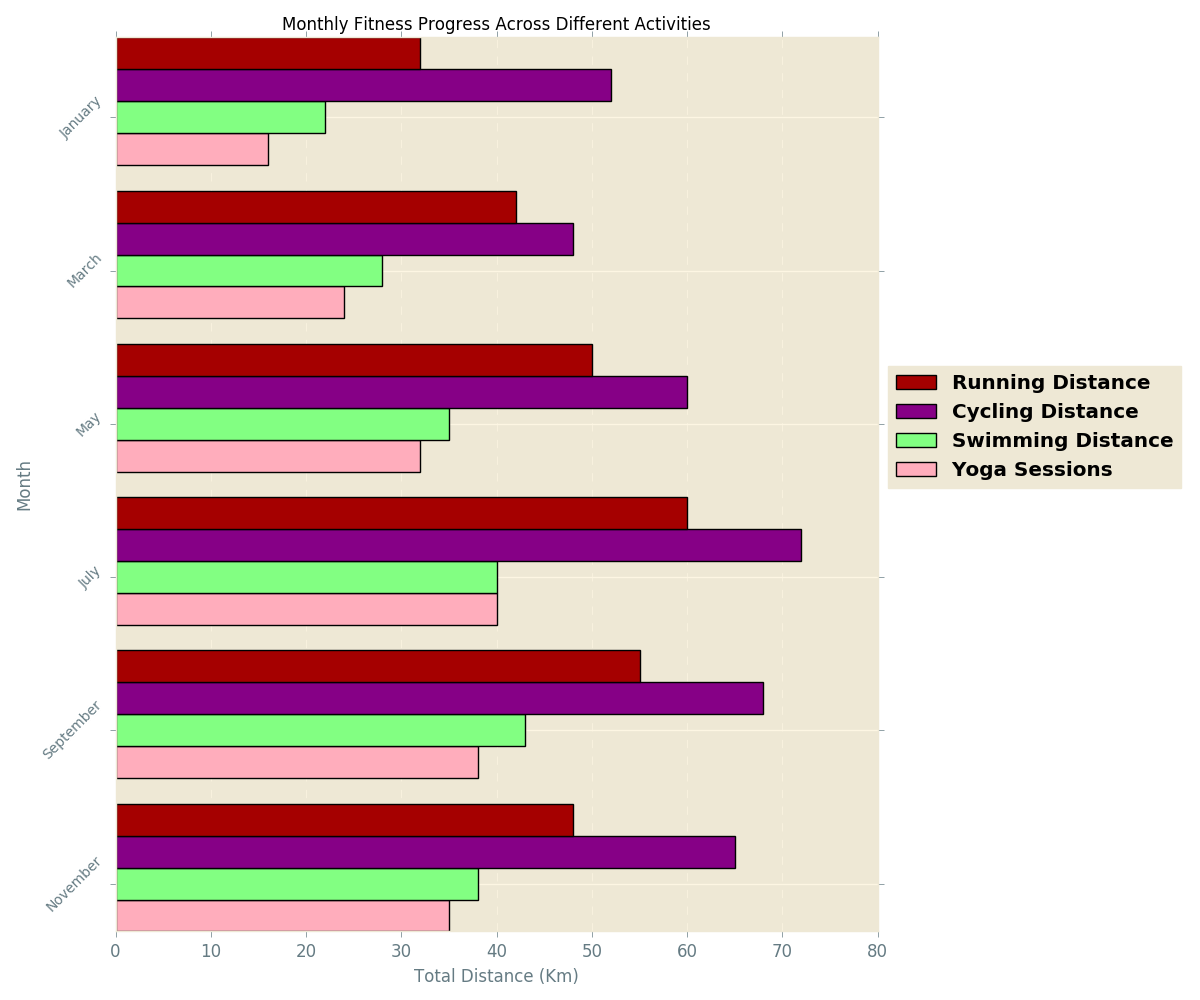 Monthly Fitness Progress Across Different Activities
January
March
May
July
September
November
Month
0 10 20 30 40 50 60 70 80
Total Distance (Km)
Running Distance
Cycling Distance
Swimming Distance
Yoga Sessions